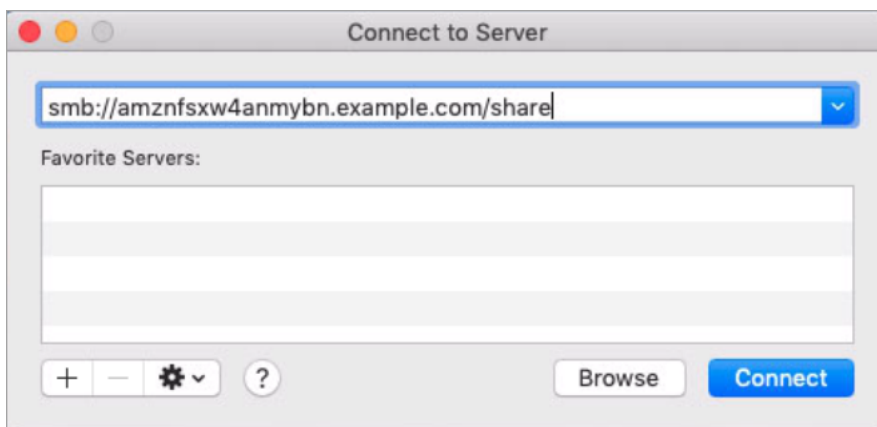 Connect to Server
smb://amznfsxw4anmybn.example.com/share
Favorite Servers:
+ − ?
Browse Connect